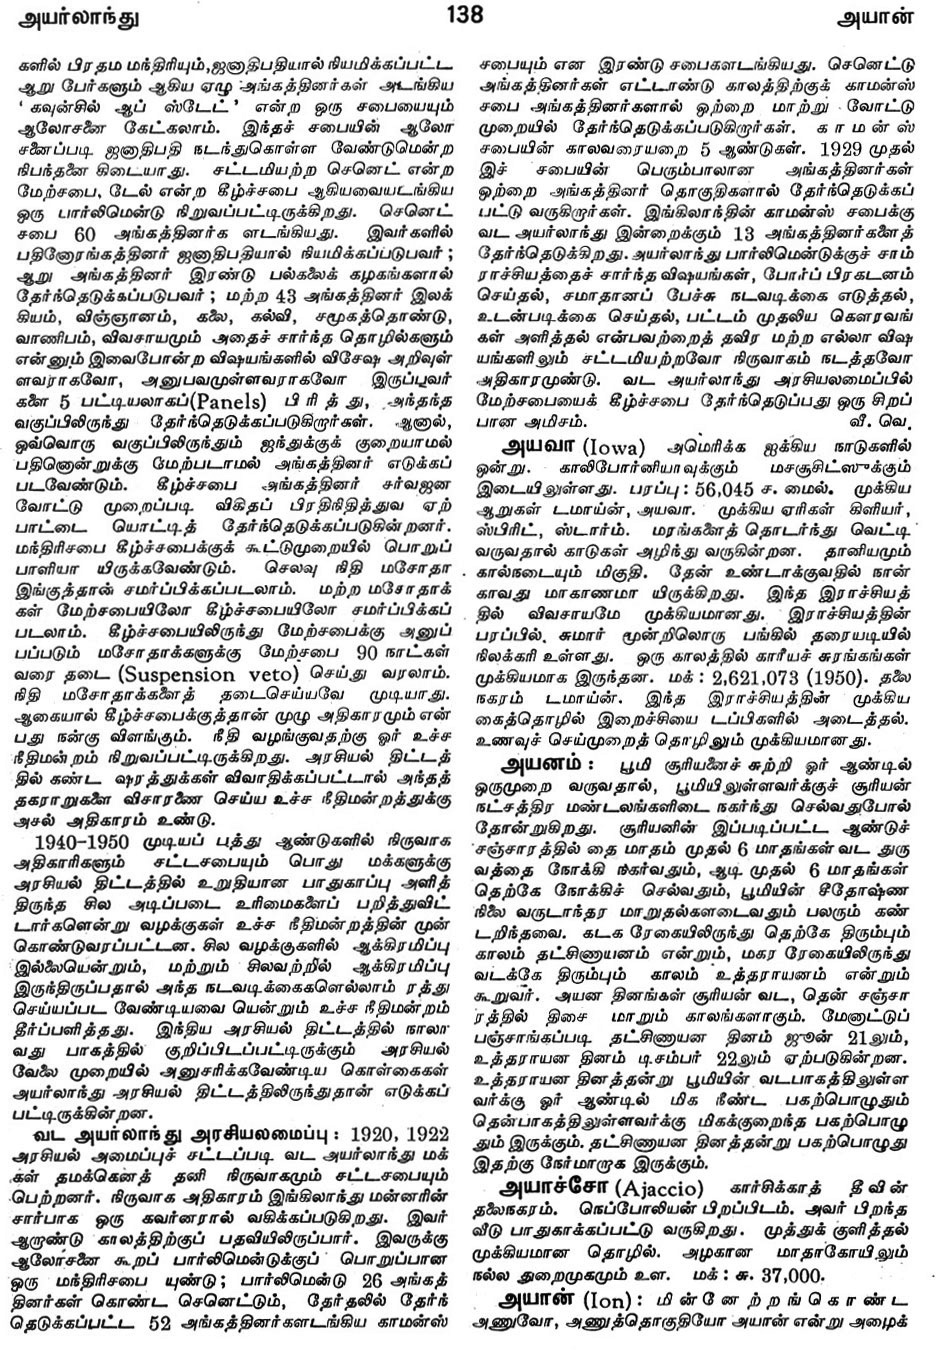 அயர்லாந்து 138 அயான்
களில் பிரதம மந்திரியும்,ஜனாதிபதியால் நியமிக்கப்பட்ட
ஆறு பேர்களும் ஆகிய ஏழு அங்கத்தினர்கள் அடங்கிய
‘கவுன்சில் ஆப் ஸ்டேட்’ என்ற ஒரு சபையையும்
ஆலோசனை கேட்கலாம். இந்தச் சபையின் ஆலோ
சனைப்படி ஜனாதிபதி நடந்துகொள்ள வேண்டுமென்ற
நிபந்தனை கிடையாது. சட்டமியற்ற செனெட் என்ற
மேற்சபை, டேல் என்ற கீழ்ச்சபை ஆகியவையடங்கிய
ஒரு பார்லிமென்டு நிறுவப்பட்டிருக்கிறது. செனெட்
சபை 60 அங்கத்தினர்க ளடங்கியது. இவர்களில்
பதினோரங்கத்தினர் ஜனாதிபதியால் நியமிக்கப்படுபவர் ;
ஆறு அங்கத்தினர் இரண்டு பல்கலைக் கழகங்களால்
தேர்ந்தெடுக்கப்படுபவர் ; மற்ற 43 அங்கத்தினர் இலக்
கியம், விஞ்ஞானம், கலை, கல்வி, சமூகத்தொண்டு,
வாணிபம், விவசாயமும் அதைச் சார்ந்த தொழில்களும்
என்னும் இவைபோன்ற விஷயங்களில் விசேஷ அறிவுள்
ளவராகவோ, அனுபவமுள்ளவராகவோ இருப்பவர்
களை 5 பட்டியலாகப்(Panels) பிரித்து, அந்தந்த
வகுப்பிலிருந்து தேர்ந்தெடுக்கப்படுகிறார்கள். ஆனால்,
ஒவ்வொரு வகுப்பிலிருந்தும் ஐந்துக்குக் குறையாமல்
பதினொன்றுக்கு மேற்படாமல் அங்கத்தினர் எடுக்கப்
படவேண்டும். கீழ்ச்சபை அங்கத்தினர் சர்வஜன
வோட்டு முறைப்படி விகிதப் பிரதிநிதித்துவ ஏற்
பாட்டை யொட்டித் தேர்ந்தெடுக்கப்படுகின்றனர்.
மந்திரிசபை கீழ்ச்சபைக்குக் கூட்டுமுறையில் பொறுப்
பாளியா யிருக்கவேண்டும். செலவு நிதி மசோதா
இங்குத்தான் சமர்ப்பிக்கப்படலாம். மற்ற மசோதாக்
கள் மேற்சபையிலோ கீழ்ச்சபையிலோ சமர்ப்பிக்கப்
படலாம். கீழ்ச்சபையிலிருந்து மேற்சபைக்கு அனுப்
பப்படும் மசோதாக்களுக்கு மேற்சபை 90 நாட்கள்
வரை தடை (Suspension veto) செய்து வரலாம்.
நிதி மசோதாக்களைத் தடைசெய்யவே முடியாது.
ஆகையால் கீழ்ச்சபைக்குத்தான் முழு அதிகாரமும் என்
பது நன்கு விளங்கும். நீதி வழங்குவதற்கு ஓர் உச்ச
நீதிமன்றம் நிறுவப்பட்டிருக்கிறது. அரசியல் திட்டத்
தில் கண்ட ஷரத்துக்கள் விவாதிக்கப்பட்டால் அந்தத்
தகராறுகளை விசாரணை செய்ய உச்ச நீதிமன்றத்துக்கு
அசல் அதிகாரம் உண்டு.
1940-1950 முடியப் பத்து ஆண்டுகளில் நிருவாக
அதிகாரிகளும் சட்டசபையும் பொது மக்களுக்கு
அரசியல் திட்டத்தில் உறுதியான பாதுகாப்பு அளித்
திருந்த சில அடிப்படை உரிமைகளைப் பறித்துவிட்
டார்களென்று வழக்குகள் உச்ச நீதிமன்றத்தின் முன்
கொண்டுவரப்பட்டன. சில வழக்குகளில் ஆக்கிரமிப்பு
இல்லையென்றும், மற்றும் சிலவற்றில் ஆக்கிரமிப்பு
இருந்திருப்பதால் அந்த நடவடிக்கைகளெல்லாம் ரத்து
செய்யப்பட வேண்டியவை யென்றும் உச்ச நீதிமன்றம்
தீர்ப்பளித்தது. இந்திய அரசியல் திட்டத்தில் நாலா
வது பாகத்தில் குறிப்பிடப்பட்டிருக்கும் அரசியல்
வேலை முறையில் அனுசரிக்கவேண்டிய கொள்கைகள்
அயர்லாந்து அரசியல் திட்டத்திலிருந்துதான் எடுக்கப்
பட்டிருக்கின்றன.
வட அயர்லாந்து அரசியலமைப்பு : 1920, 1922
அரசியல் அமைப்புச் சட்டப்படி வட அயர்லாந்து மக்
கள் தமக்கெனத் தனி நிருவாகமும் சட்டசபையும்
பெற்றனர். நிருவாக அதிகாரம் இங்கிலாந்து மன்னரின்
சார்பாக ஒரு கவர்னரால் வகிக்கப்படுகிறது. இவர்
ஆறாண்டு காலத்திற்குப் பதவியிலிருப்பார். இவருக்கு
ஆலோசனை கூறப் பார்லிமென்டுக்குப் பொறுப்பான
ஒரு மந்திரிசபை யுண்டு; பார்லிமென்டு 26 அங்கத்
தினர்கள் கொண்ட செனெட்டும், தேர்தலில் தேர்ந்
தெடுக்கப்பட்ட 52 அங்கத்தினர்களடங்கிய காமன்ஸ்
சபையும் என இரண்டு சபைகளடங்கியது. செனெட்டு
அங்கத்தினர்கள் எட்டாண்டு காலத்திற்குக் காமன்ஸ்
சபை அங்கத்தினர்களால் ஒற்றை மாற்று வோட்டு
முறையில் தேர்ந்தெடுக்கப்படுகிறார்கள். காமன்ஸ்
சபையின் காலவரையறை 5 ஆண்டுகள். 1929 முதல்
இச் சபையின் பெரும்பாலான அங்கத்தினர்கள்
ஒற்றை அங்கத்தினர் தொகுதிகளால் தேர்ந்தெடுக்கப்
பட்டு வருகிறார்கள். இங்கிலாந்தின் காமன்ஸ் சபைக்கு
வட அயர்லாந்து இன்றைக்கும் 13 அங்கத்தினர்களைத்
தேர்ந்தெடுக்கிறது. அயர்லாந்து பார்லிமென்டுக்குச் சாம்
ராச்சியத்தைச் சார்ந்த விஷயங்கள், போர்ப் பிரகடனம்
செய்தல், சமாதானப் பேச்சு நடவடிக்கை எடுத்தல்,
உடன்படிக்கை செய்தல், பட்டம் முதலிய கௌரவங்
கள் அளித்தல் என்பவற்றைத் தவிர மற்ற எல்லா விஷ
யங்களிலும் சட்டமியற்றவோ நிருவாகம் நடத்தவோ
அதிகாரமுண்டு. வட அயர்லாந்து அரசியலமைப்பில்
மேற்சபையைக் கீழ்ச்சபை தேர்ந்தெடுப்பது ஒரு சிறப்
பான அமிசம். வீ. வெ.
அயவா (Iowa) அமெரிக்க ஐக்கிய நாடுகளில்
ஒன்று. காலிபோர்னியாவுக்கும் மசசூசிட்ஸுக்கும்
இடையிலுள்ளது. பரப்பு : 56,045 ச. மைல். முக்கிய
ஆறுகள் டமாய்ன், அயவா. முக்கிய ஏரிகள் கிளியர்,
ஸ்பிரிட், ஸ்டார்ம். மரங்களைத் தொடர்ந்து வெட்டி
வருவதால் காடுகள் அழிந்து வருகின்றன. தானியமும்
கால்நடையும் மிகுதி. தேன் உண்டாக்குவதில் நான்
காவது மாகாணமா யிருக்கிறது. இந்த இராச்சியத்
தில் விவசாயமே முக்கியமானது. இராச்சியத்தின்
பரப்பில் சுமார் மூன்றிலொரு பங்கில் தரையடியில்
நிலக்கரி உள்ளது. ஒரு காலத்தில் காரீயச் சுரங்கங்கள்
முக்கியமாக இருந்தன. மக் : 2,621,073 (1950). தலை
நகரம் டமாய்ன். இந்த இராச்சியத்தின் முக்கிய
கைத்தொழில் இறைச்சியை டப்பிகளில் அடைத்தல்.
உணவுச் செய்முறைத் தொழிலும் முக்கியமானது.
அயனம் : பூமி சூரியனைச் சுற்றி ஓர் ஆண்டில்
ஒருமுறை வருவதால், பூமியிலுள்ளவர்க்குச் சூரியன்
நட்சத்திர மண்டலங்களிடை நகர்ந்து செல்வதுபோல்
தோன்றுகிறது. சூரியனின் இப்படிப்பட்ட ஆண்டுச்
சஞ்சாரத்தில் தை மாதம் முதல் 6 மாதங்கள் வட துரு
வத்தை நோக்கி நகர்வதும், ஆடி முதல் 6 மாதங்கள்
தெற்கே நோக்கிச் செல்வதும், பூமியின் சீதோஷ்ண
நிலை வருடாந்தர மாறுதல்களடைவதும் பலரும் கண்
டறிந்தவை. கடக ரேகையிலிருந்து தெற்கே திரும்பும்
காலம் தட்சிணாயனம் என்றும், மகர ரேகையிலிருந்து
வடக்கே திரும்பும் காலம் உத்தராயனம் என்றும்
கூறுவர். அயன தினங்கள் சூரியன் வட, தென் சஞ்சா
ரத்தில் திசை மாறும் காலங்களாகும். மேனாட்டுப்
பஞ்சாங்கப்படி தட்சிணாயன தினம் ஜூன் 21லும்,
உத்தராயன தினம் டிசம்பர் 22லும் ஏற்படுகின்றன.
உத்தராயன தினத்தன்று பூமியின் வடபாகத்திலுள்ள
வர்க்கு ஓர் ஆண்டில் மிக நீண்ட பகற்பொழுதும்
தென்பாகத்திலுள்ளவர்க்கு மிகக்குறைந்த பகற்பொழு
தும் இருக்கும். தட்சிணாயன தினத்தன்று பகற்பொழுது
இதற்கு நேர்மாறாக இருக்கும்.
அயாச்சோ (Ajaccio) கார்சிக்காத் தீவின்
தலைநகரம். நெப்போலியன் பிறப்பிடம். அவர் பிறந்த
வீடு பாதுகாக்கப்பட்டு வருகிறது. முத்துக் குளித்தல்
முக்கியமான தொழில். அழகான மாதாகோயிலும்
நல்ல துறைமுகமும் உள. மக் : சு. 37,000.
அயான் (Ion) : மின்னேற்றங்கொண்ட
அணுவோ, அணுத்தொகுதியோ அயான் என்று அழைக்